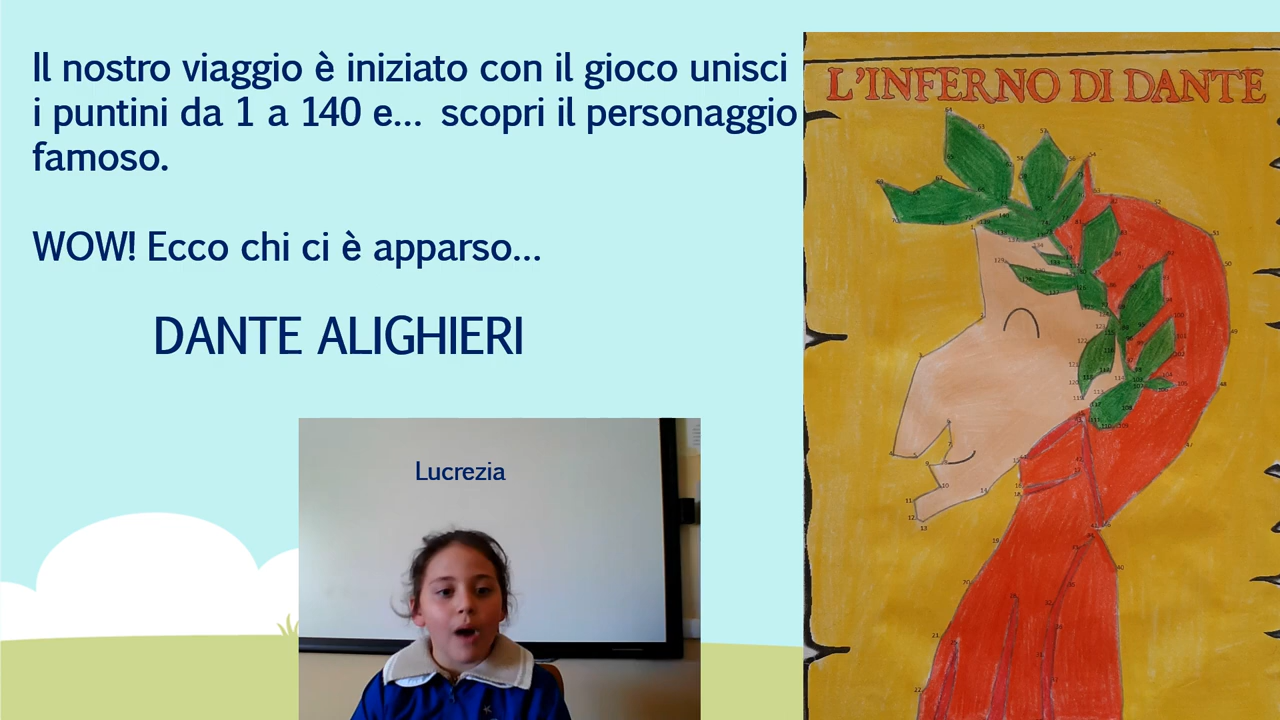 Il nostro viaggio è iniziato con il gioco unisci
i puntini da 1 a 140 e... scopri il personaggio
famoso.
WOW! Ecco chi ci è apparso...
DANTE ALIGHIERI
Lucrezia
L'INFERNO DI DANTE